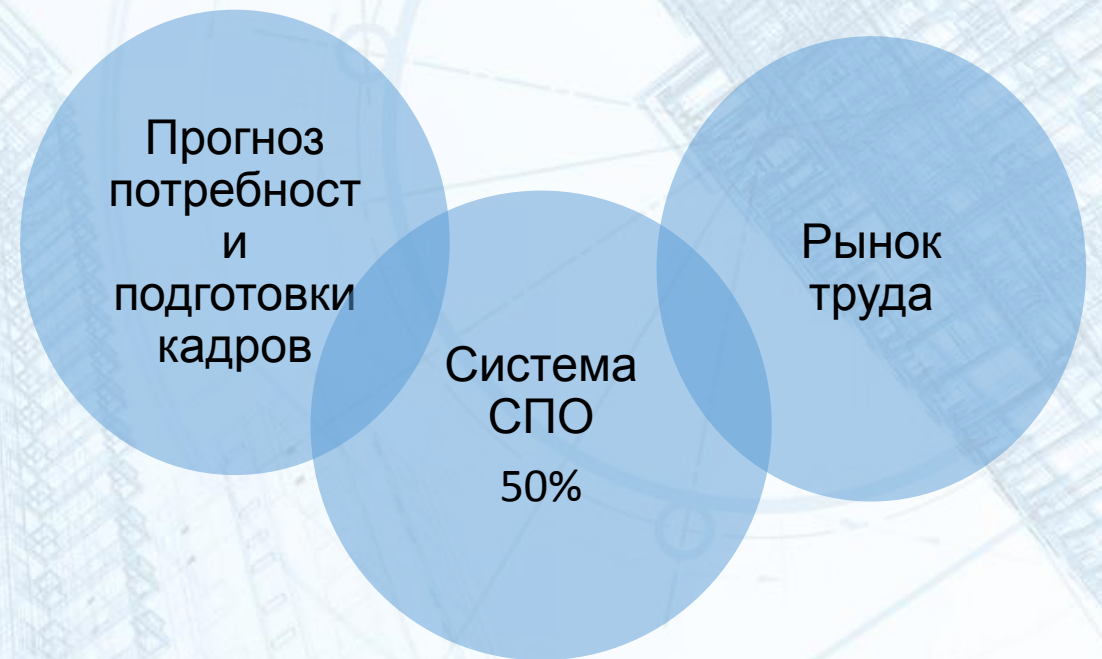 Прогноз
потребност
и
подготовки
кадров
Система
СПО
50%
Рынок
труда